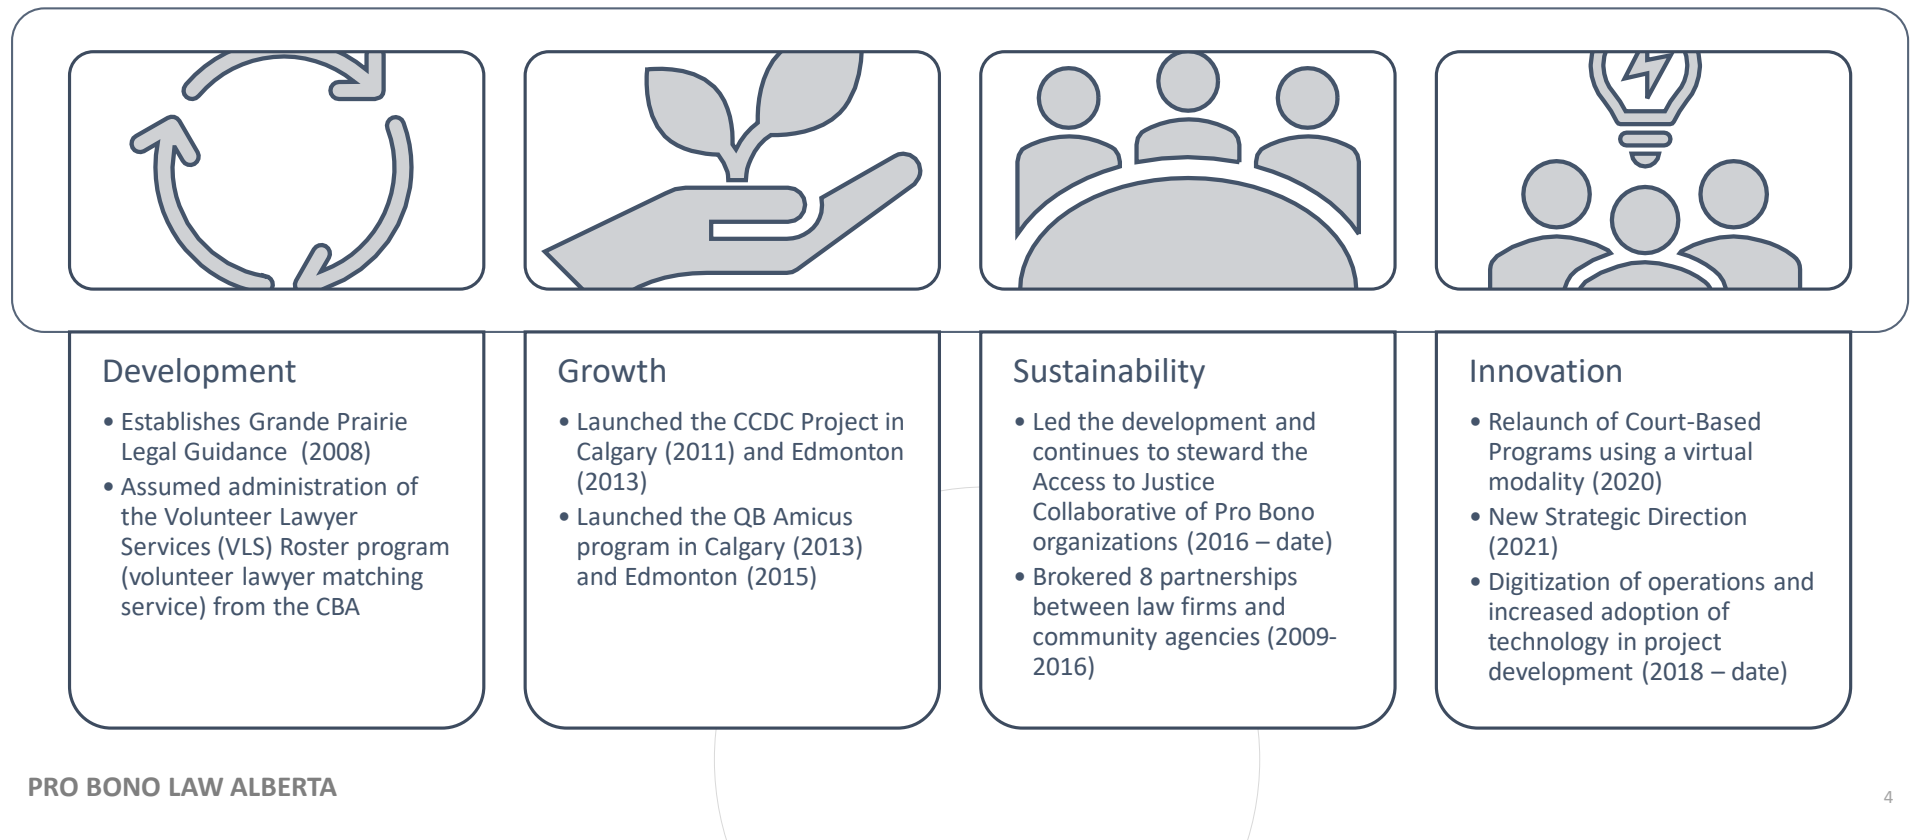 Development
• Establishes Grande Prairie
Legal Guidance  (2008)
• Assumed administration of
the Volunteer Lawyer
Services (VLS) Roster program
(volunteer lawyer matching
service) from the CBA
Growth
• Launched the CCDC Project in
Calgary (2011) and Edmonton
(2013)
• Launched the QB Amicus
program in Calgary (2013)
and Edmonton (2015)
Sustainability
• Led the development and
continues to steward the
Access to Justice
Collaborative of Pro Bono
organizations (2016 – date)
• Brokered 8 partnerships
between law firms and
community agencies (2009-
2016)
Innovation
• Relaunch of Court-Based
Programs using a virtual
modality (2020)
• New Strategic Direction
(2021)
• Digitization of operations and
increased adoption of
technology in project
development (2018 – date)
PRO BONO LAW ALBERTA
4